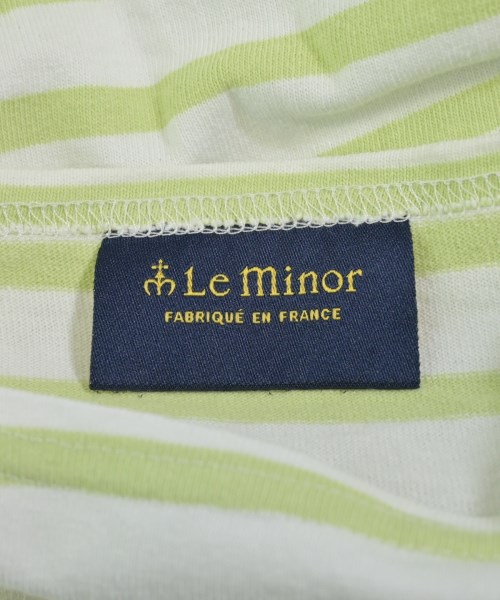 Le Minor
FABRIQUÉ EN FRANCE